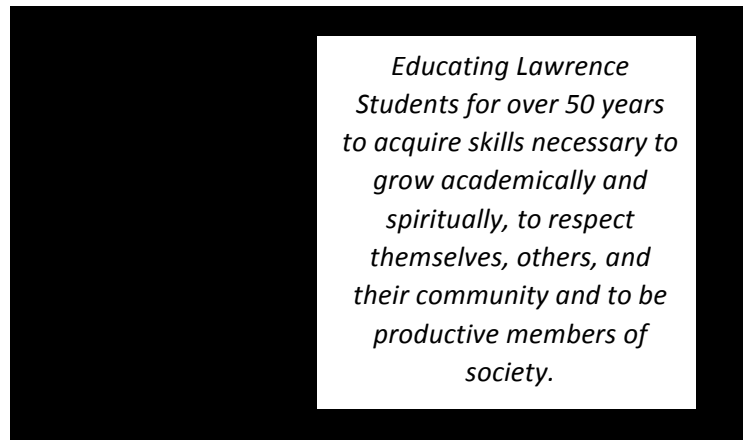 Educating Lawrence
Students for over 50 years
to acquire skills necessary to
grow academically and
spiritually, to respect
themselves, others, and
their community and to be
productive members of
society.